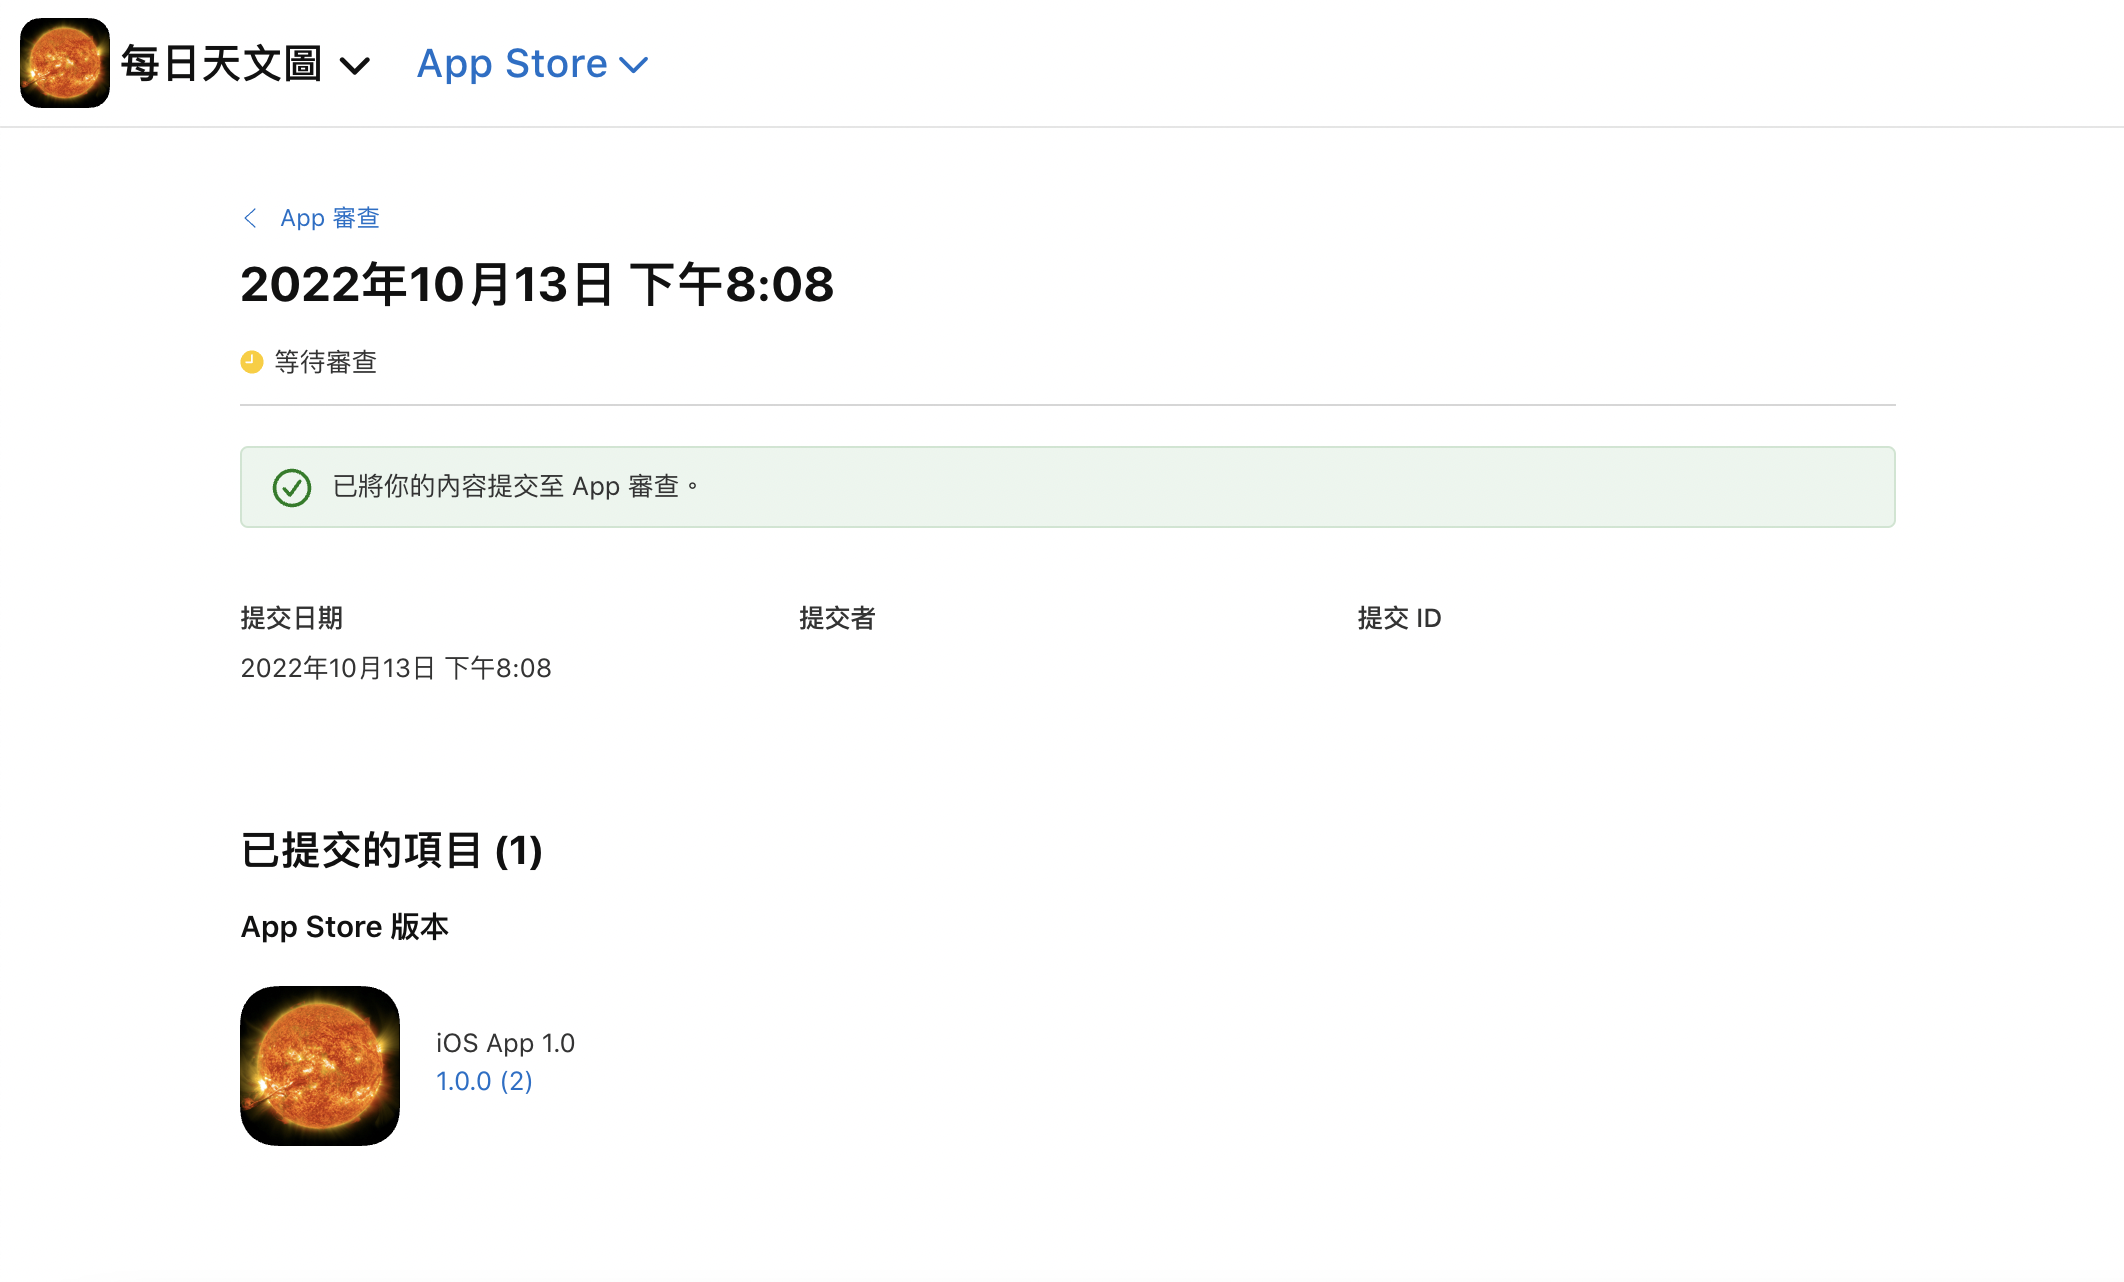 每日天文圖
App Store
App 審查
2022年10月13日 下午8:08
等待審查
已將你的內容提交至 App 審查。
提交日期
提交者
提交 ID
2022年10月13日 下午8:08
已提交的項目 (1)
App Store 版本
iOS App 1.0
1.0.0 (2)